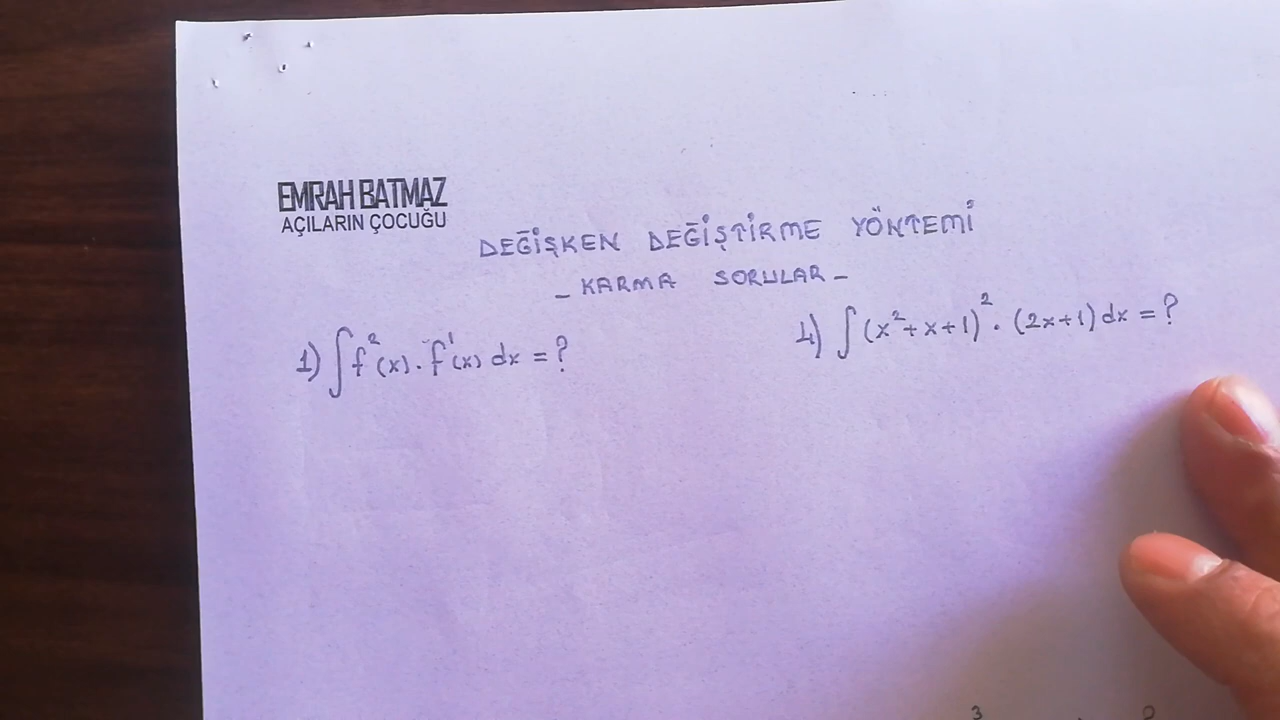 EMRAH BATMAZ
AÇILARIN ÇOCUĞU
DEĞİŞKEN DEĞİŞTİRME YÖNTEMİ
- KARMA SORULAR -
1) ∫ f²(x) . f'(x) dx = ?
4) ∫ (x²+x+1)² . (2x+1) dx = ?